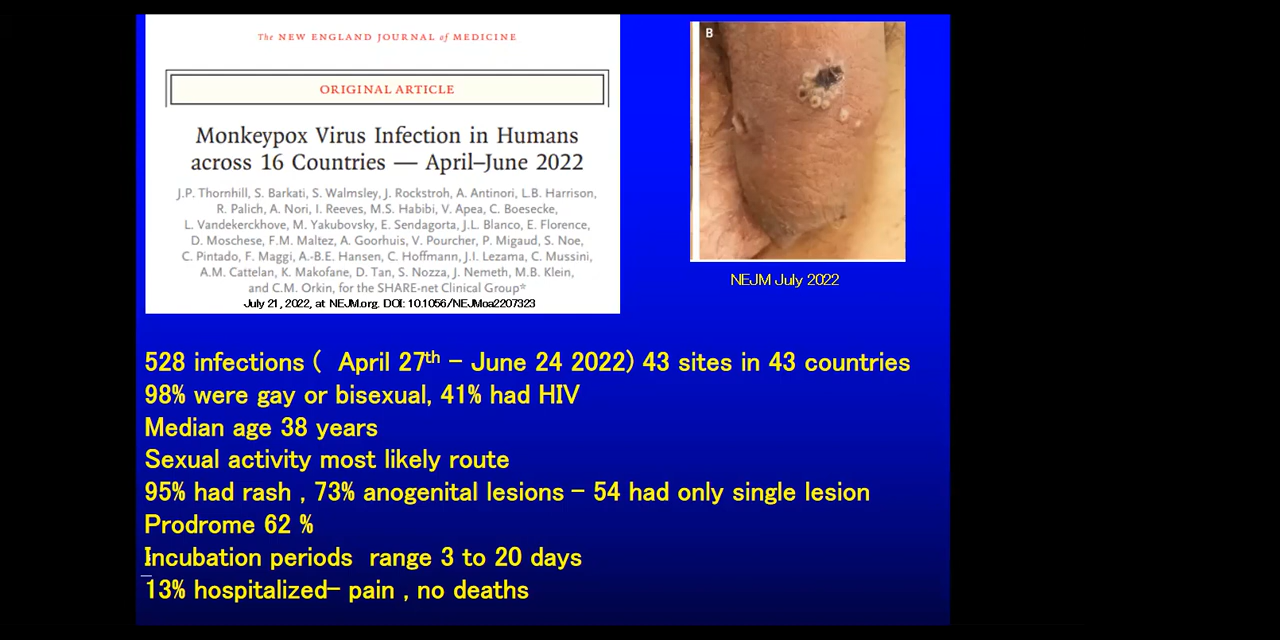 The NEW ENGLAND JOURNAL of MEDICINE
ORIGINAL ARTICLE
Monkeypox Virus Infection in Humans
across 16 Countries — April–June 2022
J.P. Thornhill, S. Barkati, S. Walmsley, J. Rockstroh, A. Antinori, L.B. Harrison,
R. Palich, A. Nori, I. Reeves, M.S. Habibi, V. Apea, C. Boesecke,
L. Vandekerckhove, M. Yakubovsky, E. Sendagorta, J.L. Blanco, E. Florence,
D. Moschese, F.M. Maltez, A. Goorhuis, V. Pourcher, P. Migaud, S. Noe,
C. Pintado, F. Maggi, A.-B.E. Hansen, C. Hoffmann, J.I. Lezama, C. Mussini,
A.M. Cattelan, K. Makofane, D. Tan, S. Nozza, J. Nemeth, M.B. Klein,
and C.M. Orkin, for the SHARE-net Clinical Group*
July 21, 2022, at NEJM.org. DOI: 10.1056/NEJMoa2207323
B
NEJM July 2022
528 infections ( April 27th – June 24 2022) 43 sites in 43 countries
98% were gay or bisexual, 41% had HIV
Median age 38 years
Sexual activity most likely route
95% had rash , 73% anogenital lesions – 54 had only single lesion
Prodrome 62 %
Incubation periods range 3 to 20 days
13% hospitalized– pain , no deaths